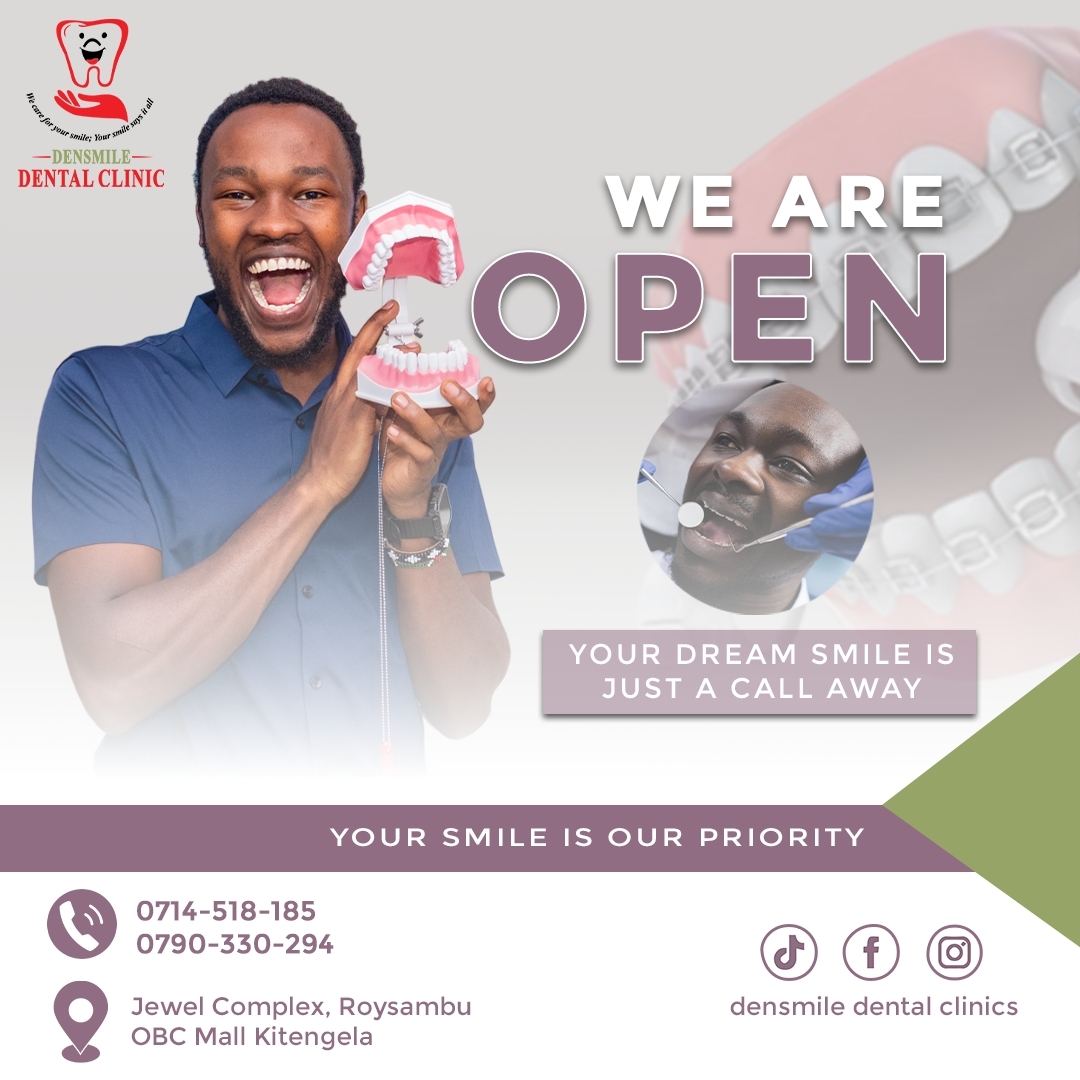 We care for your smile; Your smile says it all
DENSMILE
DENTAL CLINIC
WE ARE
OPEN
YOUR DREAM SMILE IS
JUST A CALL AWAY
YOUR SMILE IS OUR PRIORITY
0714-518-185
0790-330-294
Jewel Complex, Roysambu
OBC Mall Kitengela
densmile dental clinics